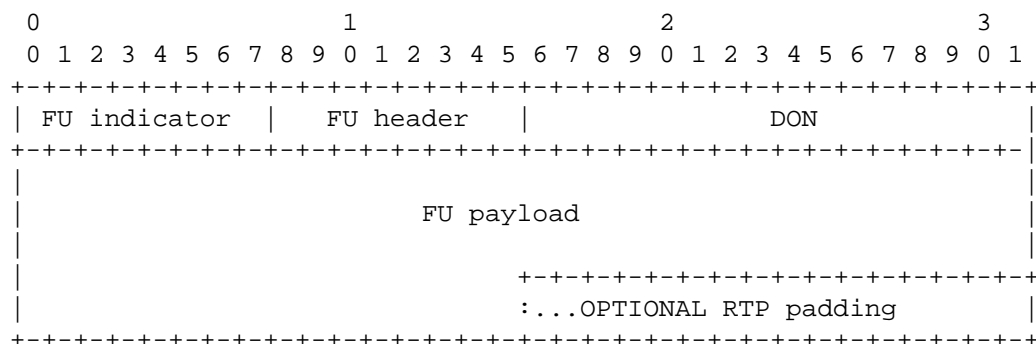 0                   1                   2                   3
 0 1 2 3 4 5 6 7 8 9 0 1 2 3 4 5 6 7 8 9 0 1 2 3 4 5 6 7 8 9 0 1
+-+-+-+-+-+-+-+-+-+-+-+-+-+-+-+-+-+-+-+-+-+-+-+-+-+-+-+-+-+-+-+-+
| FU indicator  |   FU header   |               DON             |
+-+-+-+-+-+-+-+-+-+-+-+-+-+-+-+-+-+-+-+-+-+-+-+-+-+-+-+-+-+-+-+-|
|                                                               |
|                         FU payload                            |
|                                                               |
|                               +-+-+-+-+-+-+-+-+-+-+-+-+-+-+-+-+
|                               :...OPTIONAL RTP padding        |
+-+-+-+-+-+-+-+-+-+-+-+-+-+-+-+-+-+-+-+-+-+-+-+-+-+-+-+-+-+-+-+-+